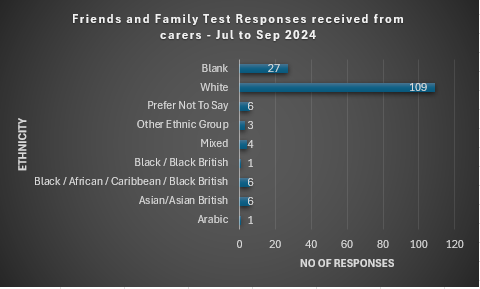 Friends and Family Test Responses received from
carers - Jul to Sep 2024
ETHNICITY
Blank 27
White 109
Prefer Not To Say 6
Other Ethnic Group 3
Mixed 4
Black / Black British 1
Black / African / Caribbean / Black British 6
Asian/Asian British 6
Arabic 1
0 20 40 60 80 100 120
NO OF RESPONSES